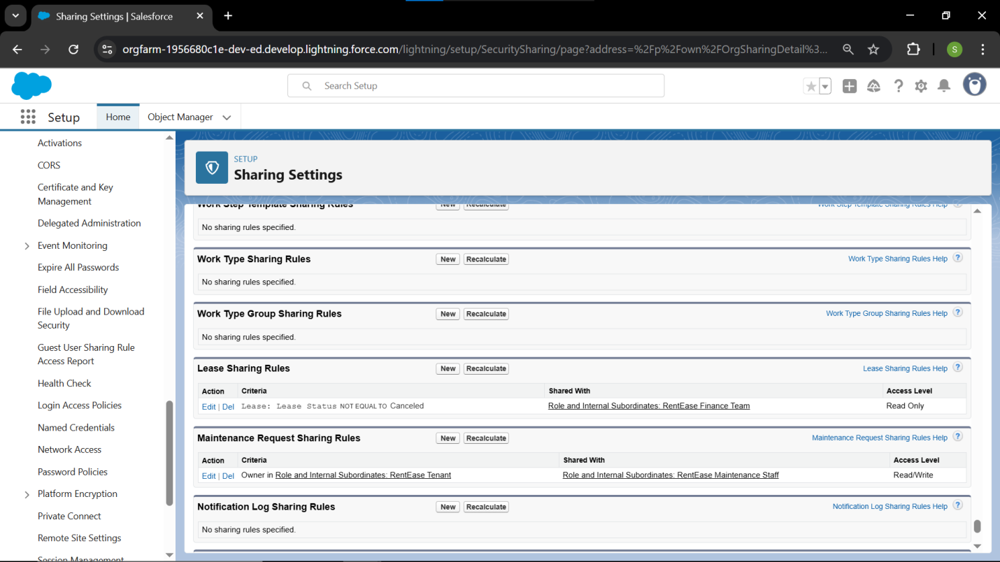 Sharing Settings | Salesforce
orgfarm-1956680c1e-dev-ed.develop.lightning.force.com/lightning/setup/SecuritySharing/page?address=%2Fp%2Fown%2FOrgSharingDetail%3...
S
Search Setup
Setup
Home
Object Manager
Activations
CORS
Certificate and Key
Management
Delegated Administration
Event Monitoring
Expire All Passwords
Field Accessibility
File Upload and Download
Security
Guest User Sharing Rule
Access Report
Health Check
Login Access Policies
Named Credentials
Network Access
Password Policies
Platform Encryption
Private Connect
Remote Site Settings
Session Management
SETUP
Sharing Settings
Work Step Template Sharing Rules New Recalculate Work Step Template Sharing Rules Help
No sharing rules specified.
Work Type Sharing Rules New Recalculate Work Type Sharing Rules Help ?
No sharing rules specified.
Work Type Group Sharing Rules New Recalculate Work Type Group Sharing Rules Help ?
No sharing rules specified.
Lease Sharing Rules New Recalculate Lease Sharing Rules Help ?
Action Criteria Shared With Access Level
Edit | Del Lease: Lease Status NOT EQUAL TO Canceled Role and Internal Subordinates: RentEase Finance Team Read Only
Maintenance Request Sharing Rules New Recalculate Maintenance Request Sharing Rules Help ?
Action Criteria Shared With Access Level
Edit | Del Owner in Role and Internal Subordinates: RentEase Tenant Role and Internal Subordinates: RentEase Maintenance Staff Read/Write
Notification Log Sharing Rules New Recalculate Notification Log Sharing Rules Help ?
No sharing rules specified.